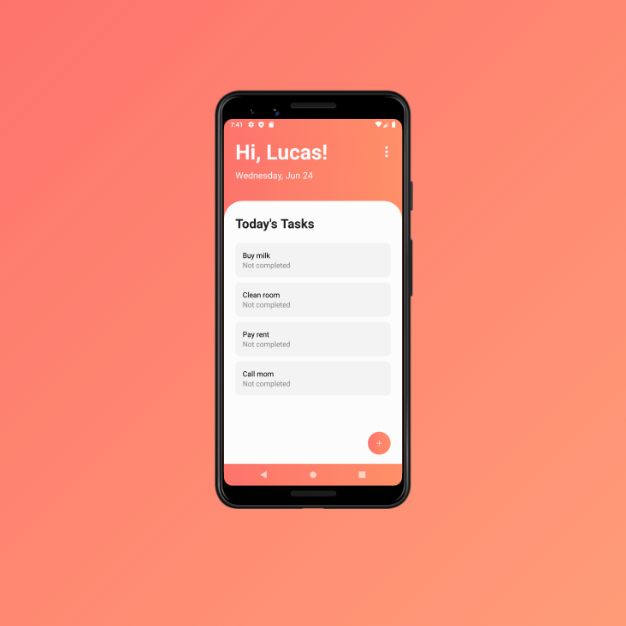 7:41
Hi, Lucas!
Wednesday, Jun 24
Today's Tasks
Buy milk
Not completed
Clean room
Not completed
Pay rent
Not completed
Call mom
Not completed
+